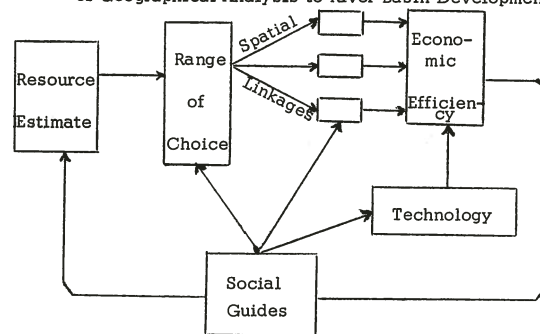 of Geographical Analysis to River Basin Development
Resource
Estimate
Range
of
Choice
Spatial
Linkages
Econo-
mic
Efficien-
cy
Technology
Social
Guides